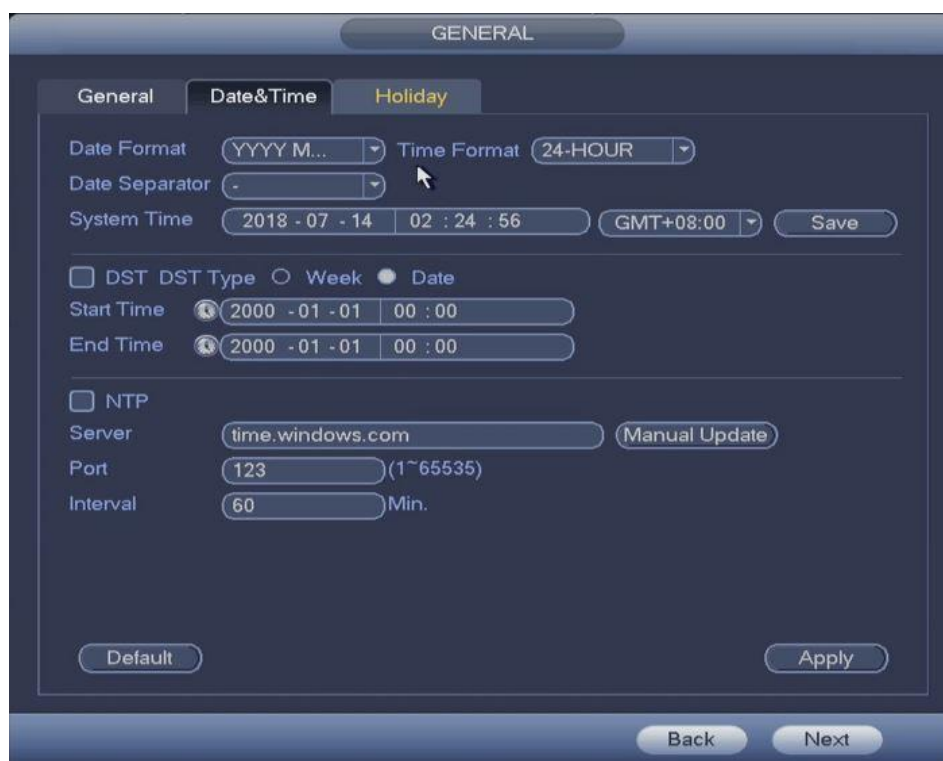 GENERAL
General Date&Time Holiday
Date Format YYYY M... Time Format 24-HOUR
Date Separator -
System Time 2018 - 07 - 14 02 : 24 : 56 GMT+08:00 Save
DST DST Type Week Date
Start Time 2000 - 01 - 01 00 : 00
End Time 2000 - 01 - 01 00 : 00
NTP
Server time.windows.com Manual Update
Port 123 (1~65535)
Interval 60 Min.
Default Apply
Back Next